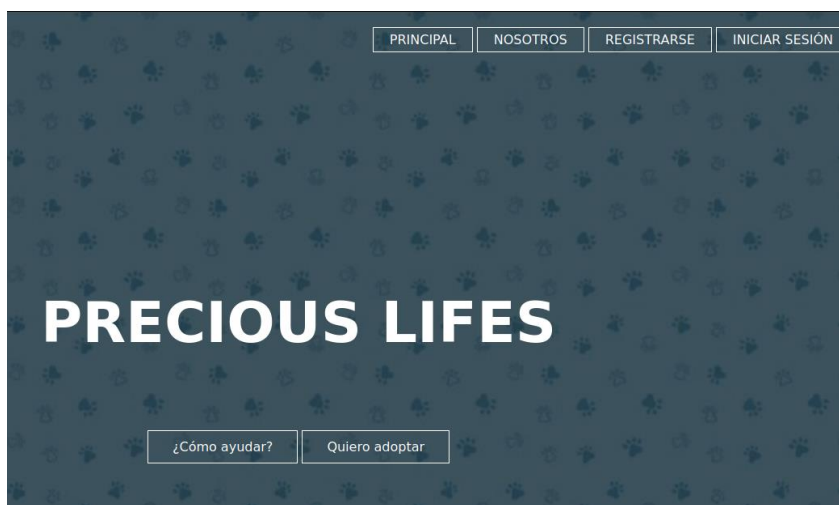 PRINCIPAL NOSOTROS REGISTRARSE INICIAR SESIÓN
PRECIOUS LIFES
¿Cómo ayudar? Quiero adoptar